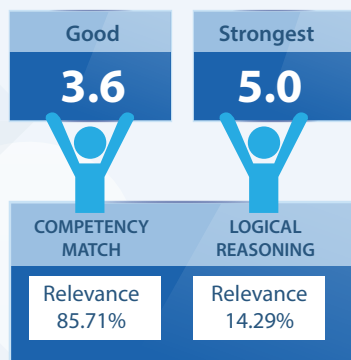 Good
3.6
Strongest
5.0
COMPETENCY
MATCH
Relevance
85.71%
LOGICAL
REASONING
Relevance
14.29%